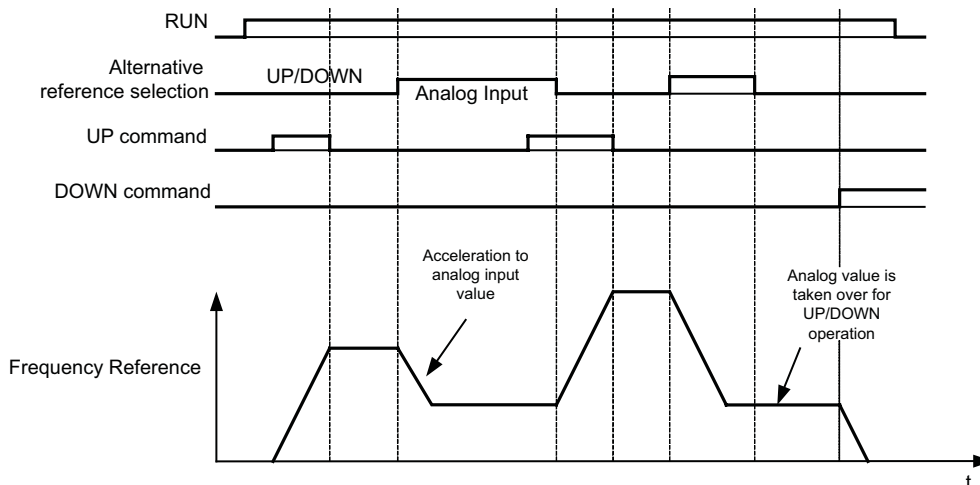 RUN
Alternative
reference selection
UP/DOWN
Analog Input
UP command
DOWN command
Acceleration to
analog input
value
Analog value is
taken over for
UP/DOWN
operation
Frequency Reference
t